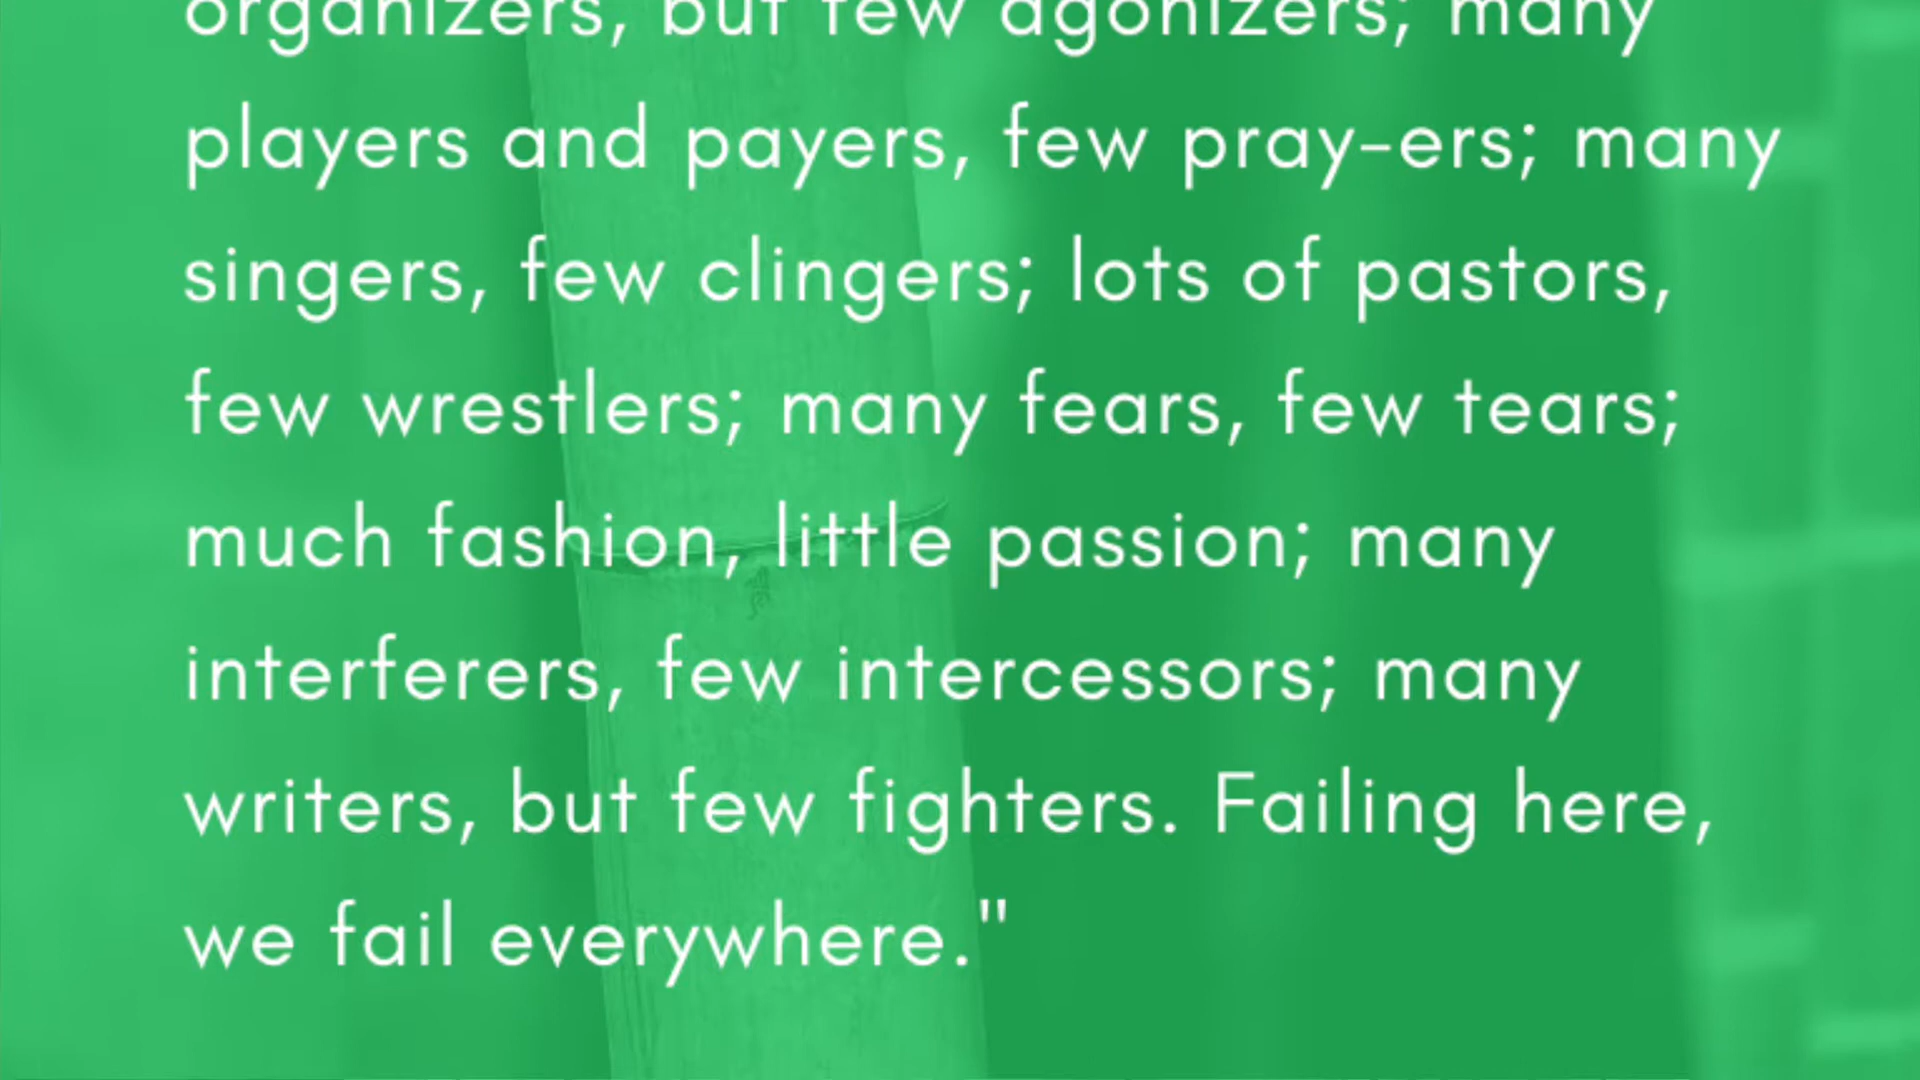 organizers, but few agonizers; many
players and payers, few pray-ers; many
singers, few clingers; lots of pastors,
few wrestlers; many fears, few tears;
much fashion, little passion; many
interferers, few intercessors; many
writers, but few fighters. Failing here,
we fail everywhere."